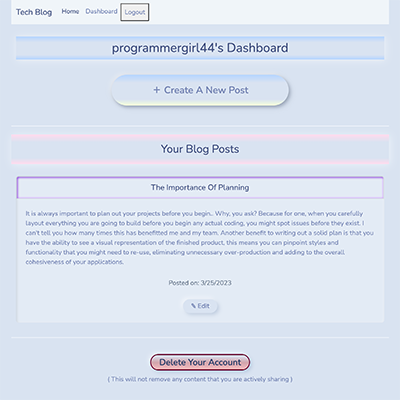 Tech Blog Home Dashboard Logout
programmergirl44's Dashboard
+ Create A New Post
Your Blog Posts
The Importance Of Planning
It is always important to plan out your projects before you begin.. Why, you ask? Because for one, when you carefully
layout everything you are going to build before you begin any actual coding, you might spot issues before they exist. I
can't tell you how many times this has benefitted me and my team. Another benefit to writing out a solid plan is that you
have the ability to see a visual representation of the finished product, this means you can pinpoint styles and
functionality that you might need to re-use, eliminating unnecessary over-production and adding to the overall
cohesiveness of your applications.
Posted on: 3/25/2023
✎ Edit
Delete Your Account
( This will not remove any content that you are actively sharing )